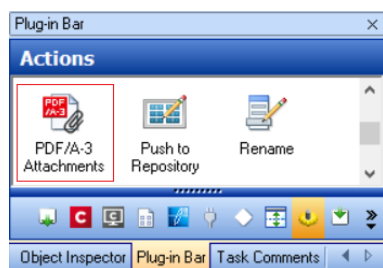 Plug-in Bar
Actions
PDF
/A-3
PDF/A-3
Attachments
Push to
Repository
Rename
C
Object Inspector
Plug-in Bar
Task Comments